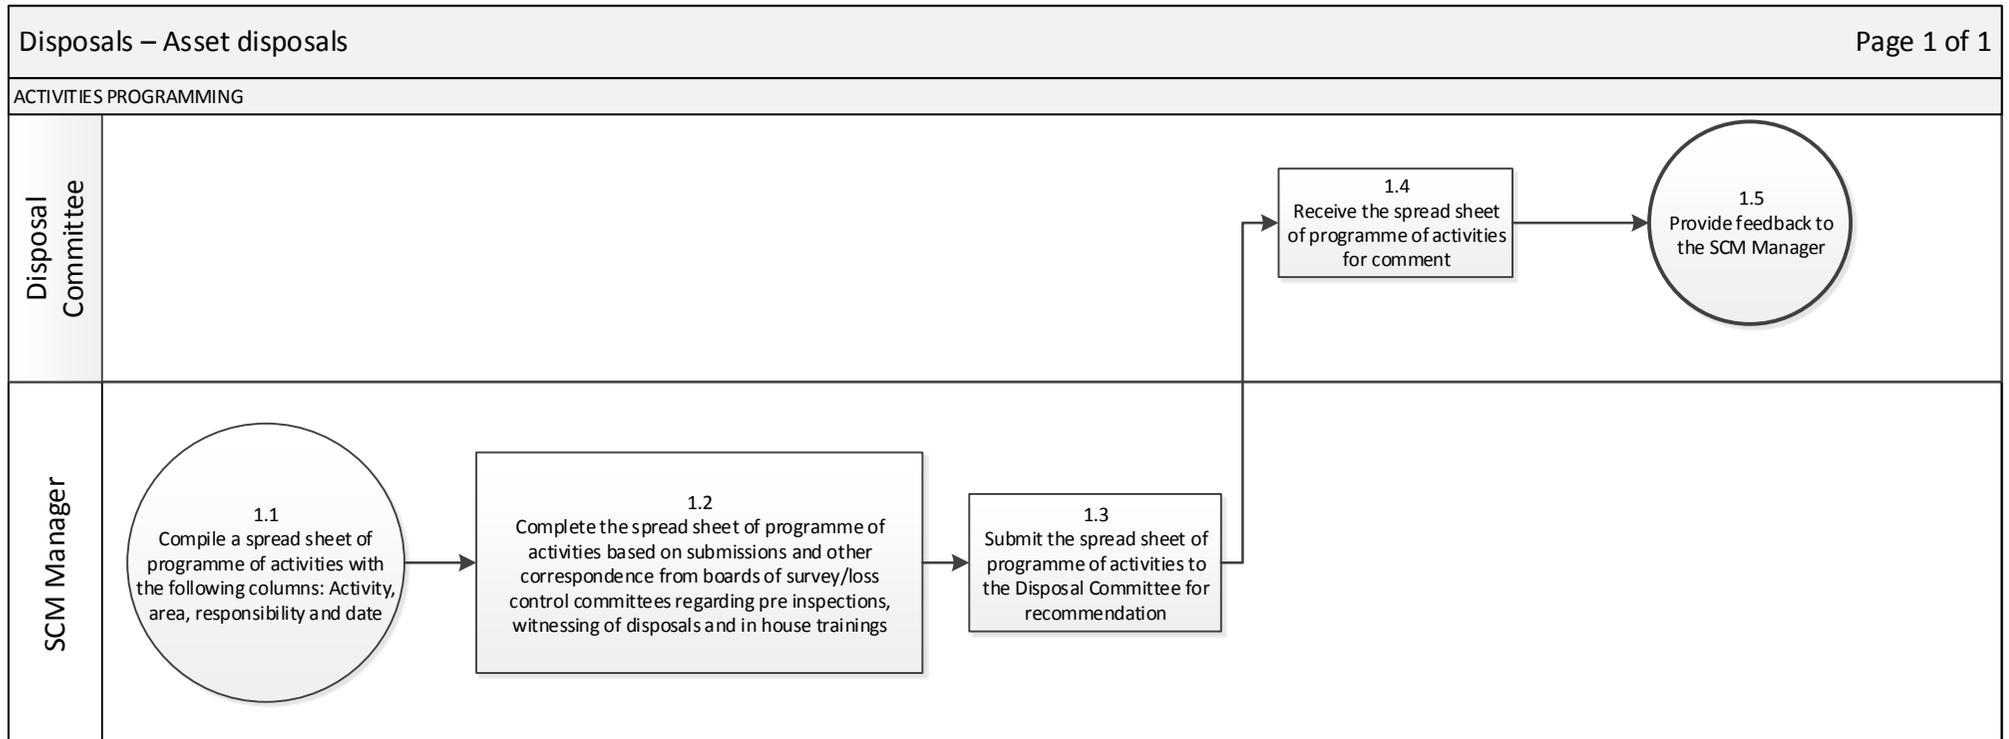 Disposals – Asset disposals
Page 1 of 1
ACTIVITIES PROGRAMMING
Disposal
Committee
1.4
Receive the spread sheet
of programme of activities
for comment
1.5
Provide feedback to
the SCM Manager
SCM Manager
1.1
Compile a spread sheet of
programme of activities with
the following columns: Activity,
area, responsibility and date
1.2
Complete the spread sheet of programme of
activities based on submissions and other
correspondence from boards of survey/loss
control committees regarding pre inspections,
witnessing of disposals and in house trainings
1.3
Submit the spread sheet of
programme of activities to
the Disposal Committee for
recommendation